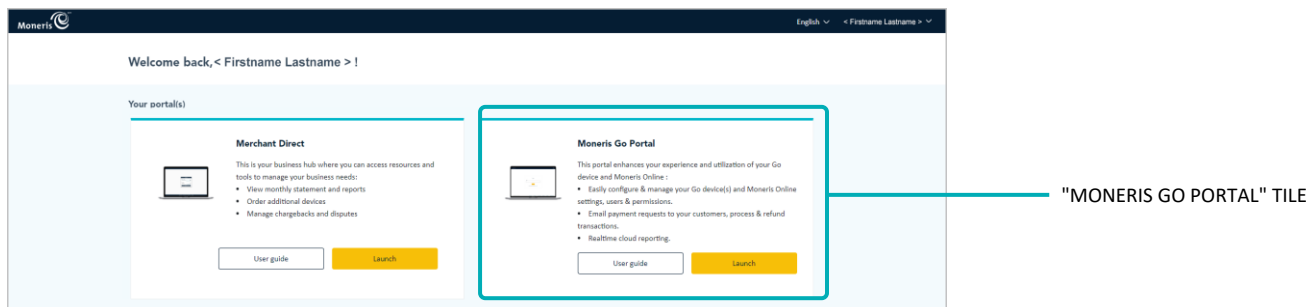 Moneris
English
< Firstname Lastname >
Welcome back,< Firstname Lastname > !
Your portal(s)
Merchant Direct
This is your business hub where you can access resources and
tools to manage your business needs:
• View monthly statement and reports
• Order additional devices
• Manage chargebacks and disputes
User guide
Launch
Moneris Go Portal
This portal enhances your experience and utilization of your Go
device and Moneris Online :
• Easily configure & manage your Go device(s) and Moneris Online
settings, users & permissions.
• Email payment requests to your customers, process & refund
transactions.
• Realtime cloud reporting.
User guide
Launch
"MONERIS GO PORTAL" TILE